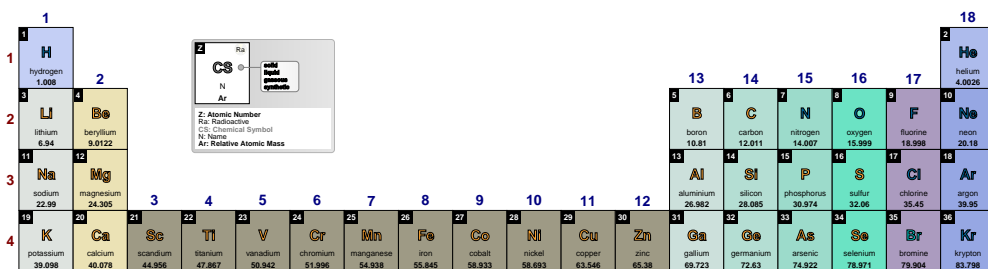 1 18
1 H hydrogen 1.008
2 He helium 4.0026
Z Ra
CS
N
Ar
solid
liquid
gaseous
synthetic
Z: Atomic Number
Ra: Radioactive
CS: Chemical Symbol
N: Name
Ar: Relative Atomic Mass
1
2 13 14 15 16 17
3 4 5 6 7 8 9 10
2 Li Be B C N O F Ne
lithium beryllium boron carbon nitrogen oxygen fluorine neon
6.94 9.0122 10.81 12.011 14.007 15.999 18.998 20.18
11 12 13 14 15 16 17 18
3 Na Mg Al Si P S Cl Ar
sodium magnesium aluminium silicon phosphorus sulfur chlorine argon
22.99 24.305 26.982 28.085 30.974 32.06 35.45 39.95
3 4 5 6 7 8 9 10 11 12
19 20 21 22 23 24 25 26 27 28 29 30 31 32 33 34 35 36
4 K Ca Sc Ti V Cr Mn Fe Co Ni Cu Zn Ga Ge As Se Br Kr
potassium calcium scandium titanium vanadium chromium manganese iron cobalt nickel copper zinc gallium germanium arsenic selenium bromine krypton
39.098 40.078 44.956 47.867 50.942 51.996 54.938 55.845 58.933 58.693 63.546 65.38 69.723 72.63 74.922 78.971 79.904 83.798